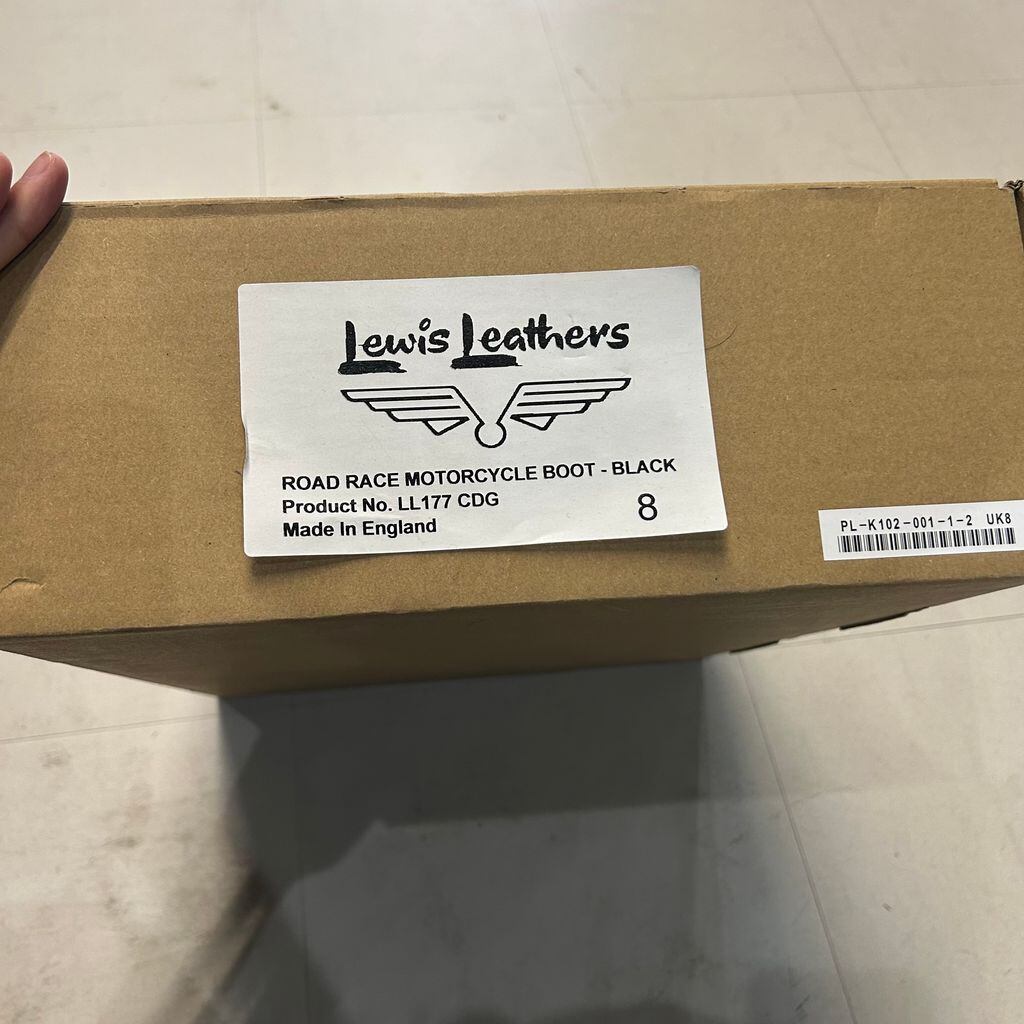 Lewis Leathers
ROAD RACE MOTORCYCLE BOOT - BLACK
Product No. LL177 CDG
Made In England
8
PL-K102-001-1-2 UK8